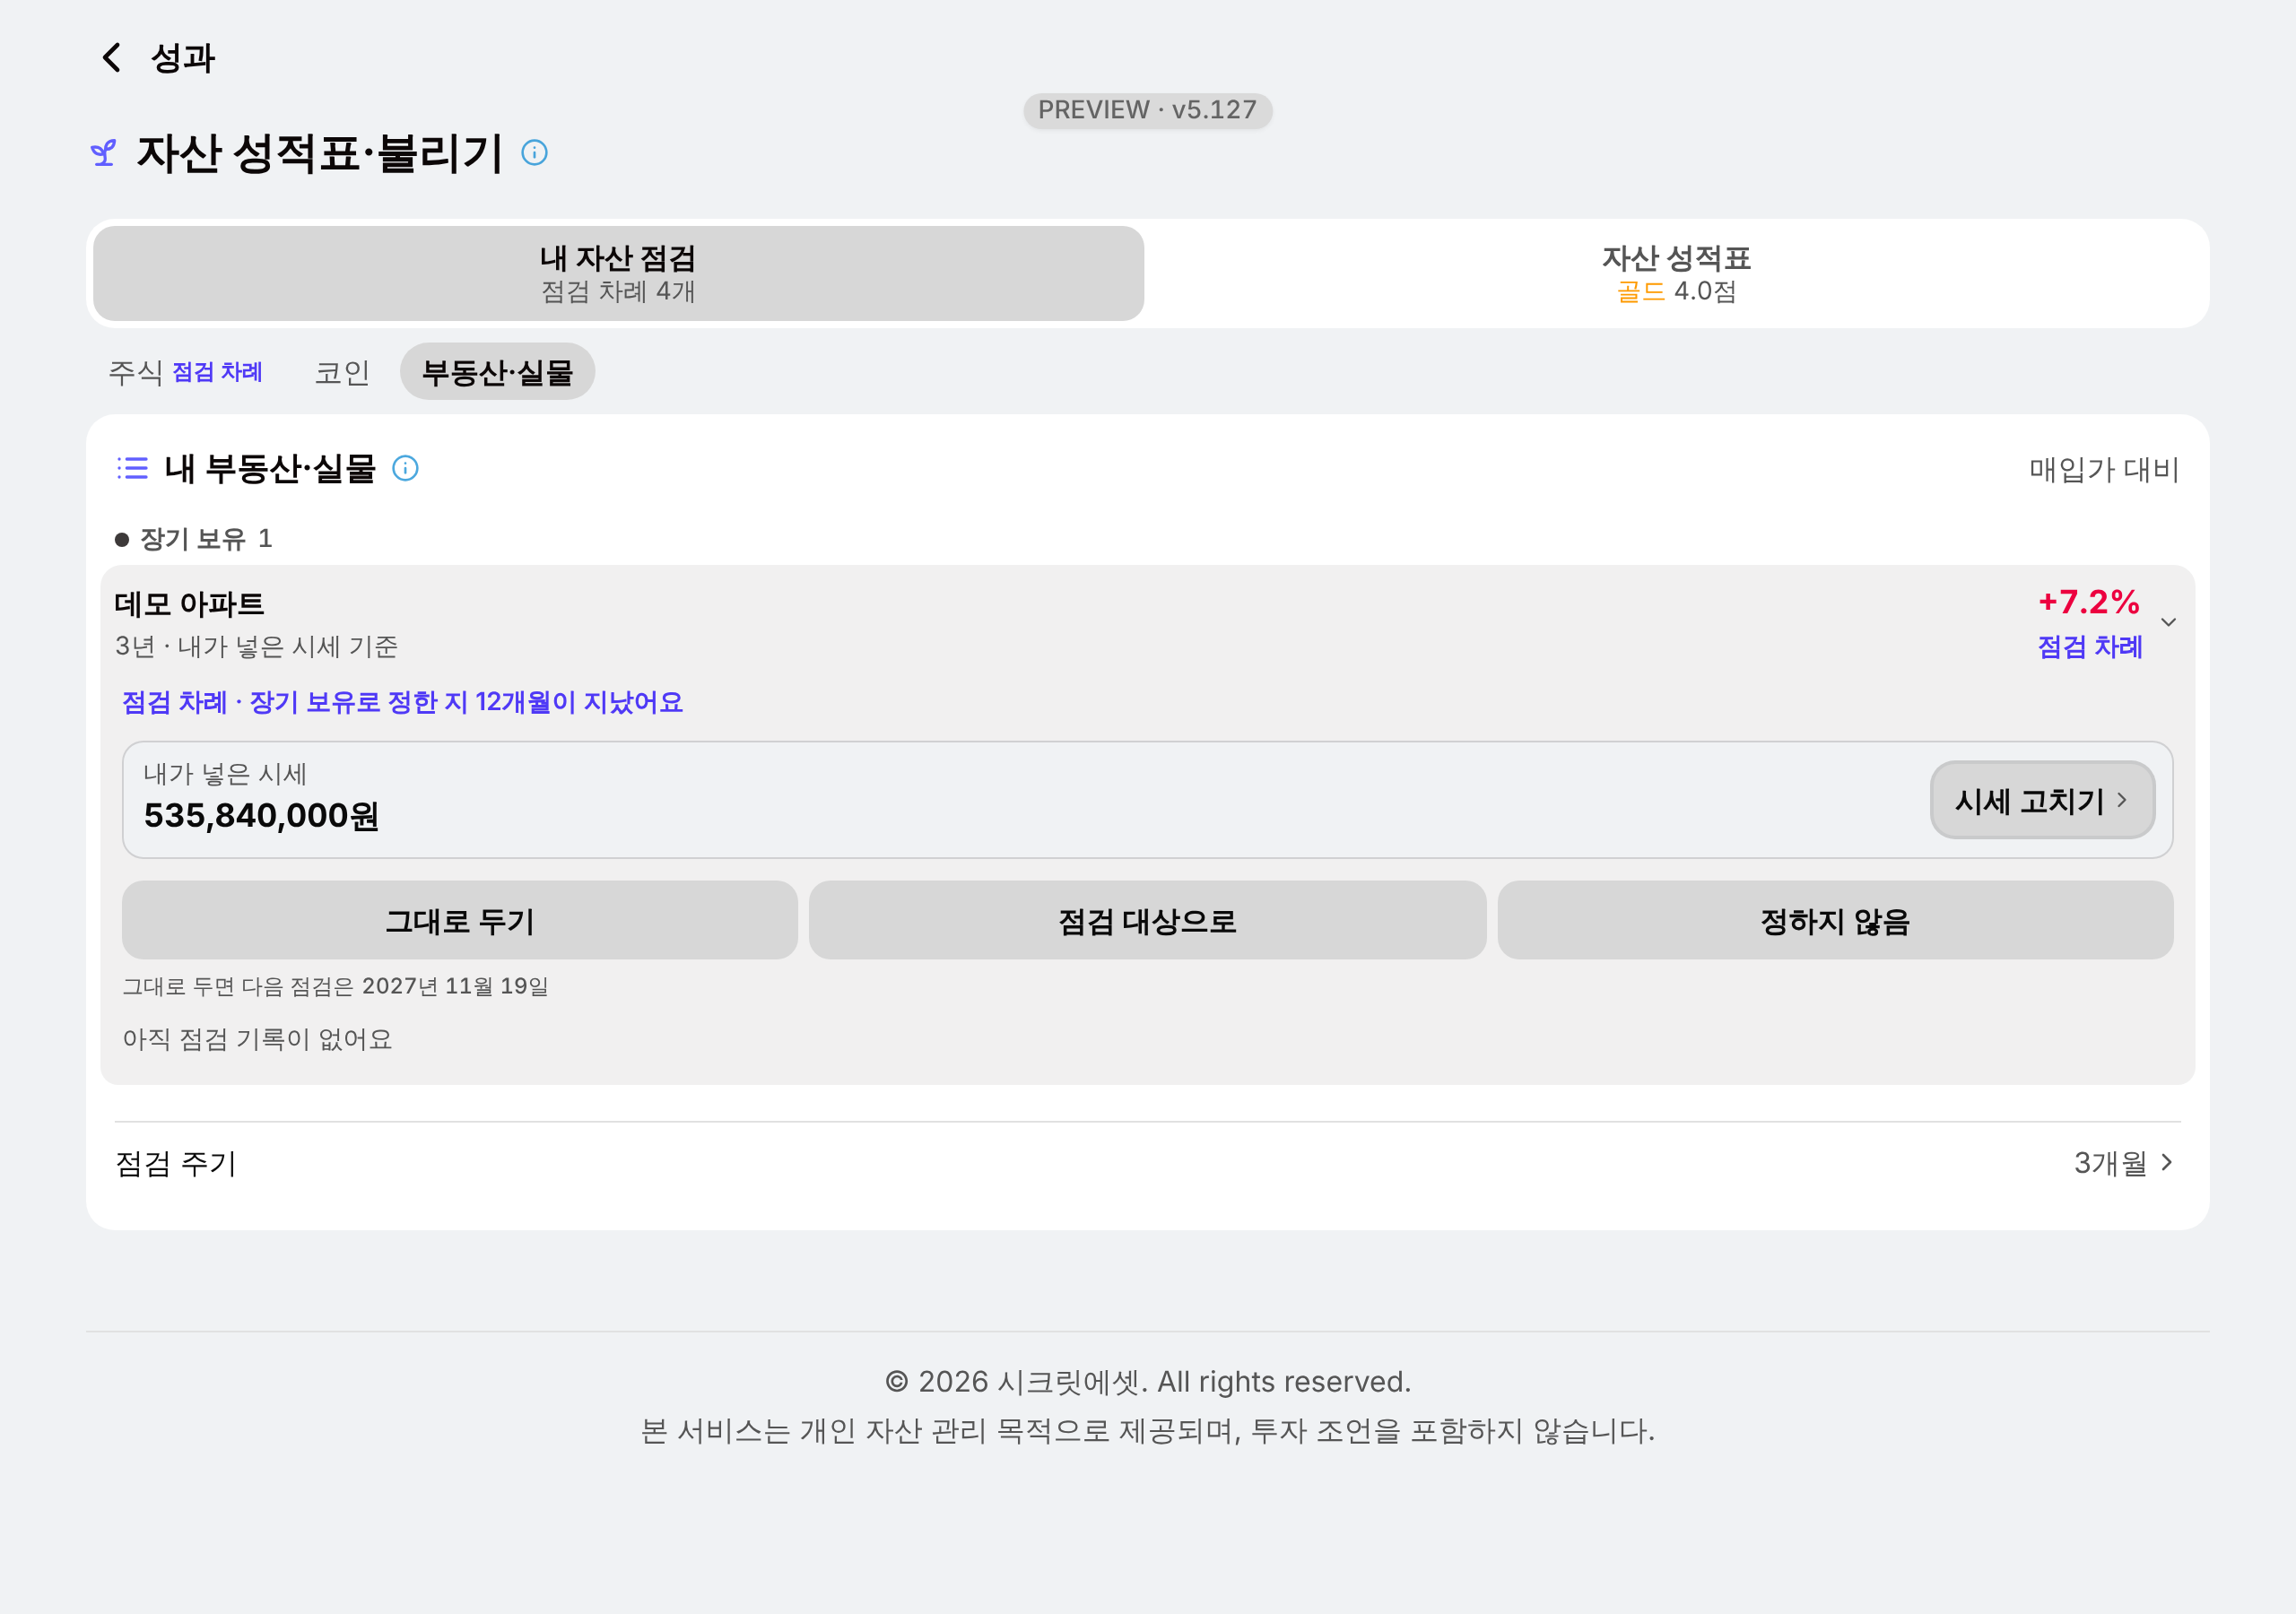 성과
PREVIEW · v5.127
자산 성적표·불리기
내 자산 점검
점검 차례 4개
자산 성적표
골드 4.0점
주식 점검 차례
코인
부동산·실물
내 부동산·실물
매입가 대비
장기 보유 1
데모 아파트
+7.2%
3년 · 내가 넣은 시세 기준
점검 차례
점검 차례 · 장기 보유로 정한 지 12개월이 지났어요
내가 넣은 시세
535,840,000원
시세 고치기
그대로 두기
점검 대상으로
정하지 않음
그대로 두면 다음 점검은 2027년 11월 19일
아직 점검 기록이 없어요
점검 주기
3개월
© 2026 시크릿에셋. All rights reserved.
본 서비스는 개인 자산 관리 목적으로 제공되며, 투자 조언을 포함하지 않습니다.